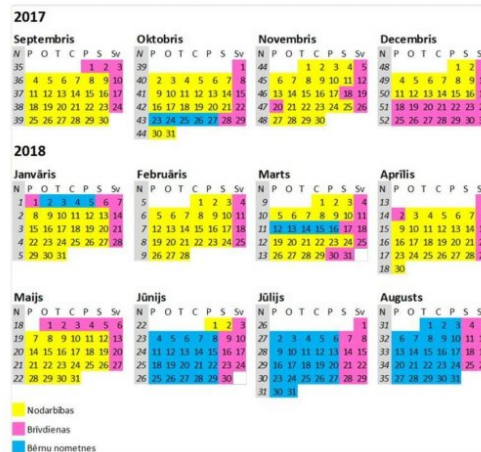 2017
Septembris
N P O T C P S Sv
35 1 2 3
36 4 5 6 7 8 9 10
37 11 12 13 14 15 16 17
38 18 19 20 21 22 23 24
39 25 26 27 28 29 30
Oktobris
N P O T C P S Sv
39 1
40 2 3 4 5 6 7 8
41 9 10 11 12 13 14 15
42 16 17 18 19 20 21 22
43 23 24 25 26 27 28 29
44 30 31
Novembris
N P O T C P S Sv
44 1 2 3 4 5
45 6 7 8 9 10 11 12
46 13 14 15 16 17 18 19
47 20 21 22 23 24 25 26
48 27 28 29 30
Decembris
N P O T C P S
48 1 2
49 4 5 6 7 8 9
50 11 12 13 14 15 16
51 18 19 20 21 22 23
52 25 26 27 28 29 30
2018
Janvāris
N P O T C P S Sv
1 1 2 3 4 5 6 7
2 8 9 10 11 12 13 14
3 15 16 17 18 19 20 21
4 22 23 24 25 26 27 28
5 29 30 31
Februāris
N P O T C P S Sv
5 1 2 3 4
6 5 6 7 8 9 10 11
7 12 13 14 15 16 17 18
8 19 20 21 22 23 24 25
9 26 27 28
Marts
N P O T C P S Sv
9 1 2 3 4
10 5 6 7 8 9 10 11
11 12 13 14 15 16 17 18
12 19 20 21 22 23 24 25
13 26 27 28 29 30 31
Aprīlis
N P O T C P S
13
14 2 3 4 5 6 7
15 9 10 11 12 13 14
16 16 17 18 19 20 21
17 23 24 25 26 27 28
18 30
Maijs
N P O T C P S Sv
18 1 2 3 4 5 6
19 7 8 9 10 11 12 13
20 14 15 16 17 18 19 20
21 21 22 23 24 25 26 27
22 28 29 30 31
Jūnijs
N P O T C P S Sv
22 1 2 3
23 4 5 6 7 8 9 10
24 11 12 13 14 15 16 17
25 18 19 20 21 22 23 24
26 25 26 27 28 29 30
Jūlijs
N P O T C P S Sv
26 1
27 2 3 4 5 6 7 8
28 9 10 11 12 13 14 15
29 16 17 18 19 20 21 22
30 23 24 25 26 27 28 29
31 30 31
Augusts
N P O T C P S
31 1 2 3 4
32 6 7 8 9 10 11
33 13 14 15 16 17 18
34 20 21 22 23 24 25
35 27 28 29 30 31
Nodarbības
Brīvdienas
Bērnu nometnes